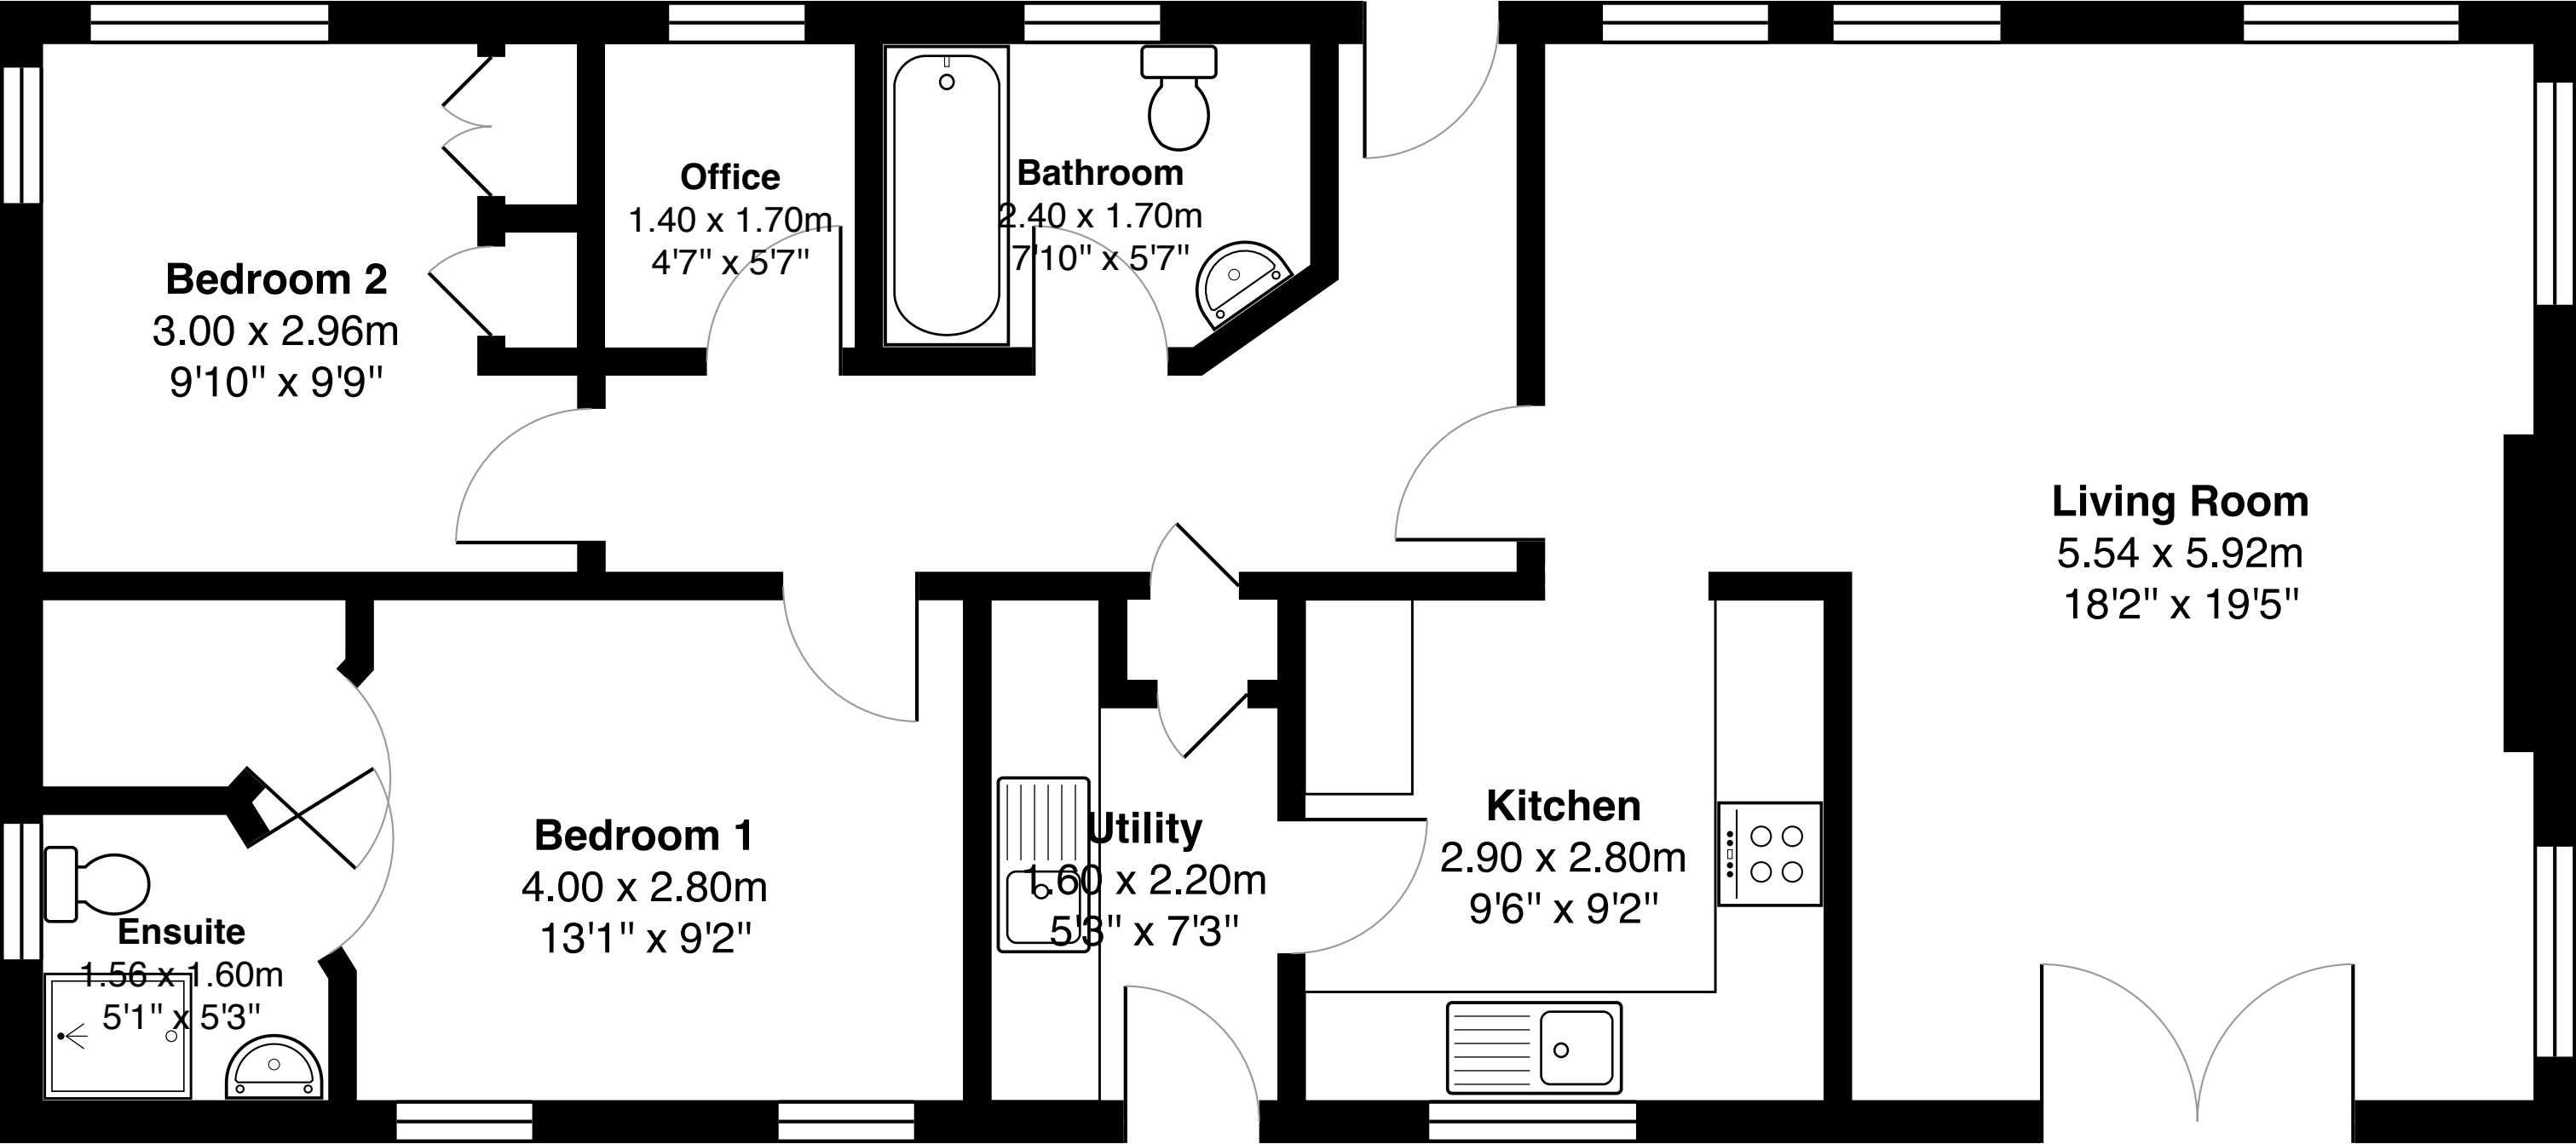 Office
1.40 x 1.70m
4'7" x 5'7"
Bathroom
2.40 x 1.70m
7'10" x 5'7"
Bedroom 2
3.00 x 2.96m
9'10" x 9'9"
Living Room
5.54 x 5.92m
18'2" x 19'5"
Bedroom 1
4.00 x 2.80m
13'1" x 9'2"
Utility
1.60 x 2.20m
5'3" x 7'3"
Kitchen
2.90 x 2.80m
9'6" x 9'2"
Ensuite
1.56 x 1.60m
5'1" x 5'3"